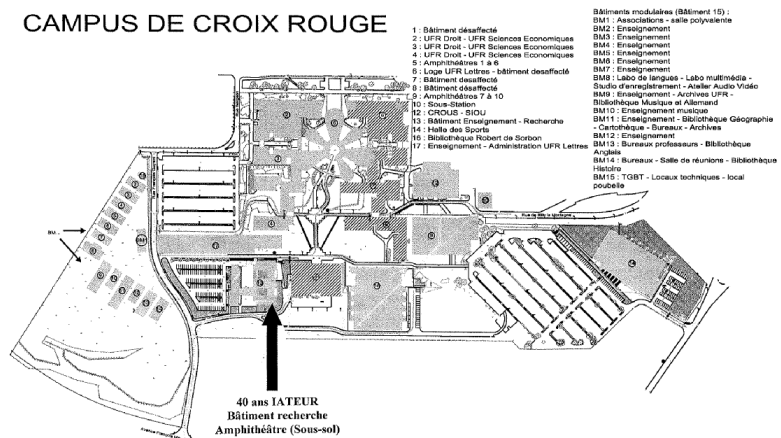 CAMPUS DE CROIX ROUGE
1 : Bâtiment désaffecté
2 : UFR Droit - UFR Sciences Economiques
3 : UFR Droit - UFR Sciences Economiques
4 : UFR Droit - UFR Sciences Economiques
5 : Amphithéâtres 1 à 6
6 : Loge UFR Lettres - bâtiment desaffecté
7 : Bâtiment desaffecté
8 : Bâtiment désaffecté
9 : Amphithéâtres 7 à 10
10 : Sous-Station
12 : CROUS - SIOU
13 : Bâtiment Enseignement - Recherche
14 : Halle des Sports
16 : Bibliothèque Robert de Sorbon
17 : Enseignement - Administration UFR Lettres
Bâtiments modulaires (Bâtiment 15) :
BM1 : Associations - salle polyvalente
BM2 : Enseignement
BM3 : Enseignement
BM4 : Enseignement
BM5 : Enseignement
BM6 : Enseignement
BM7 : Enseignement
BM8 : Labo de langues - Labo multimédia -
Studio d'enregistrement - Atelier Audio Vidéo
BM9 : Enseignement - Archives UFR -
Bibliothèque Musique et Allemand
BM10 : Enseignement musique
BM11 : Enseignement - Bibliothèque Géographie
- Cartothèque - Bureaux - Archives
BM12 : Enseignement
BM13 : Bureaux professeurs - Bibliothèque
Anglais
BM14 : Bureaux - Salle de réunions - Bibliothèque
Histoire
BM15 : TGBT - Locaux techniques - local
poubelle
BM...
40 ans IATEUR
Bâtiment recherche
Amphithéâtre (Sous-sol)